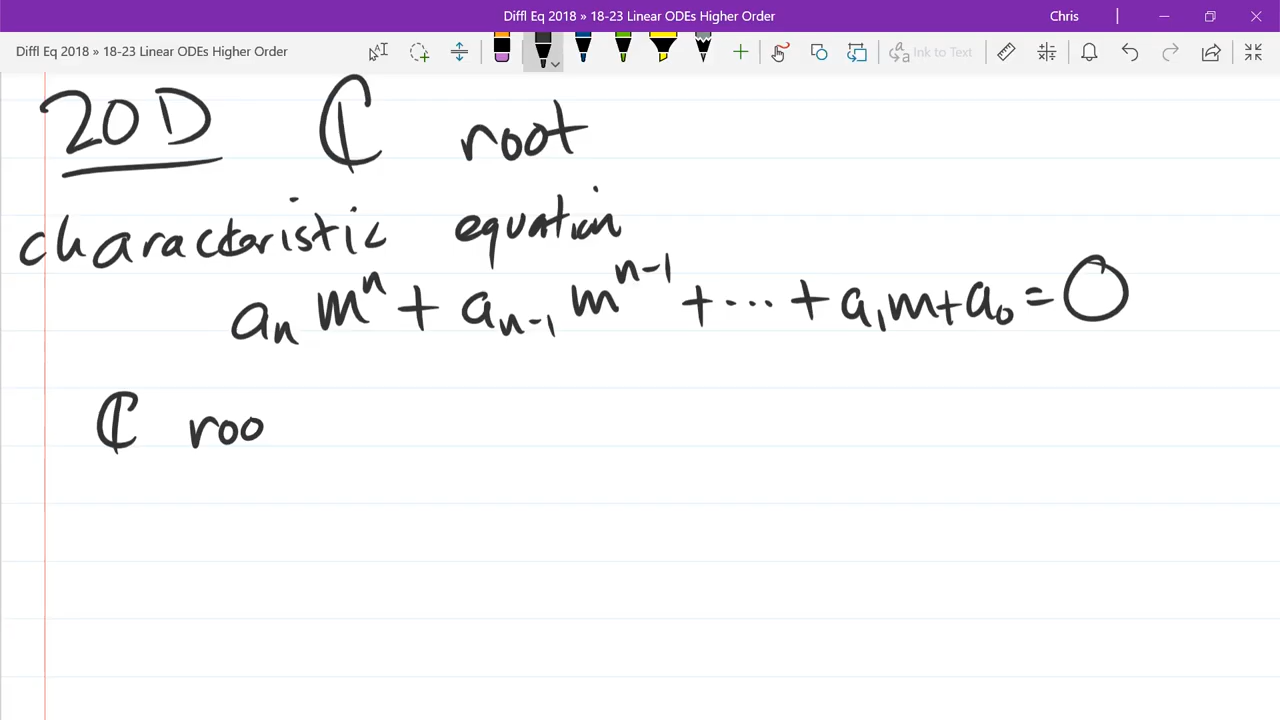 Diffl Eq 2018 » 18-23 Linear ODEs Higher Order
Chris
Diffl Eq 2018 » 18-23 Linear ODEs Higher Order
Ink to Text
20D ℂ root
characteristic equation
aₙ mⁿ + aₙ₋₁ mⁿ⁻¹ + ... + a₁m + a₀ = 0
ℂ roo